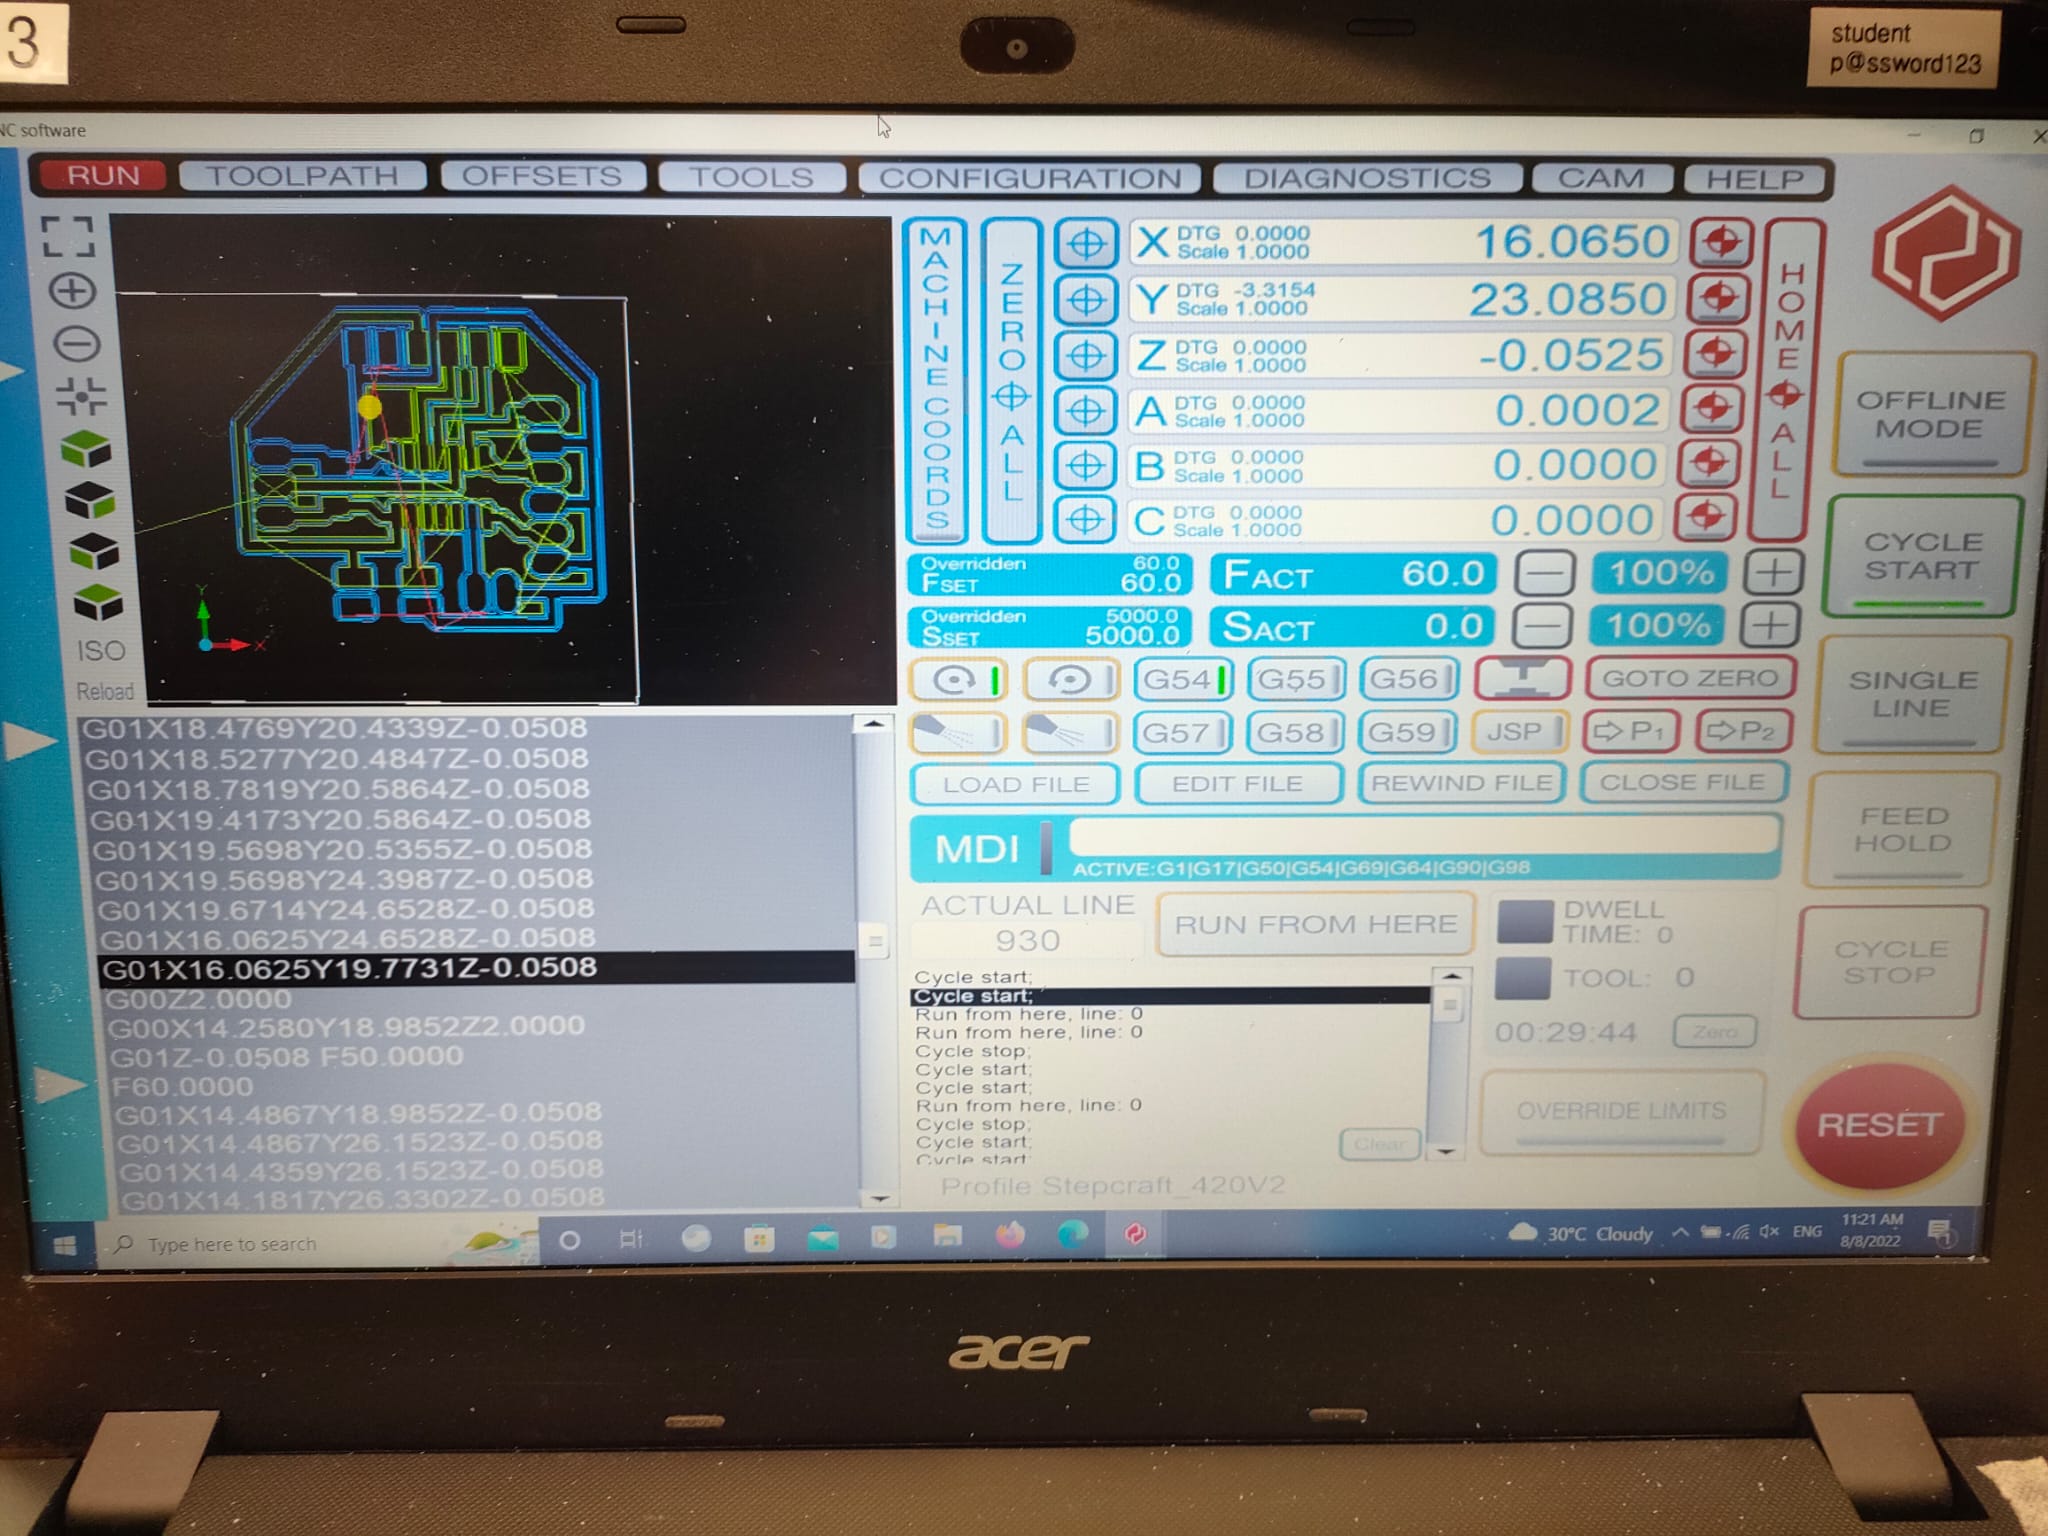 3
student
p@ssword123
NC software
RUN
TOOLPATH
OFFSETS
TOOLS
CONFIGURATION
DIAGNOSTICS
CAM
HELP
MACHINE COORDS
ZERO ALL
X DTG 0.0000 16.0650
Scale 1.0000
Y DTG -3.3154 23.0850
Scale 1.0000
Z DTG 0.0000 -0.0525
Scale 1.0000
A DTG 0.0000 0.0002
Scale 1.0000
B DTG 0.0000 0.0000
Scale 1.0000
C DTG 0.0000 0.0000
Scale 1.0000
HOME ALL
OFFLINE
MODE
CYCLE
START
SINGLE
LINE
FEED
HOLD
CYCLE
STOP
RESET
Overridden 60.0
FSET 60.0
FACT 60.0
100%
Overridden 5000.0
SSET 5000.0
SACT 0.0
100%
G54
G55
G56
GOTO ZERO
G57
G58
G59
JSP
P1
P2
LOAD FILE
EDIT FILE
REWIND FILE
CLOSE FILE
MDI
ACTIVE:G1|G17|G50|G54|G69|G64|G90|G98
ACTUAL LINE
930
RUN FROM HERE
DWELL
TIME: 0
TOOL: 0
00:29:44
Zero
OVERRIDE LIMITS
Cycle start;
Cycle start;
Run from here, line: 0
Run from here, line: 0
Cycle stop;
Cycle start;
Cycle start;
Run from here, line: 0
Cycle stop;
Cycle start;
Cycle start;
Clear
Profile:Stepcraft_420V2
ISO
Reload
Y
X
G01X18.4769Y20.4339Z-0.0508
G01X18.5277Y20.4847Z-0.0508
G01X18.7819Y20.5864Z-0.0508
G01X19.4173Y20.5864Z-0.0508
G01X19.5698Y20.5355Z-0.0508
G01X19.5698Y24.3987Z-0.0508
G01X19.6714Y24.6528Z-0.0508
G01X16.0625Y24.6528Z-0.0508
G01X16.0625Y19.7731Z-0.0508
G00Z2.0000
G00X14.2580Y18.9852Z2.0000
G01Z-0.0508 F50.0000
F60.0000
G01X14.4867Y18.9852Z-0.0508
G01X14.4867Y26.1523Z-0.0508
G01X14.4359Y26.1523Z-0.0508
G01X14.1817Y26.3302Z-0.0508
Type here to search
30°C Cloudy
ENG
11:21 AM
8/8/2022
1
acer